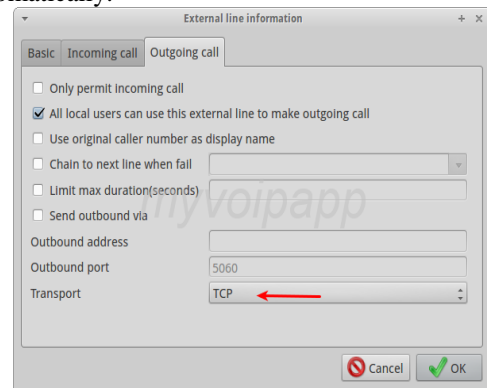 External line information
Basic Incoming call Outgoing call
Only permit incoming call
All local users can use this external line to make outgoing call
Use original caller number as display name
Chain to next line when fail
Limit max duration(seconds)
Send outbound via
myvoipapp
Outbound address
Outbound port 5060
Transport TCP
Cancel OK